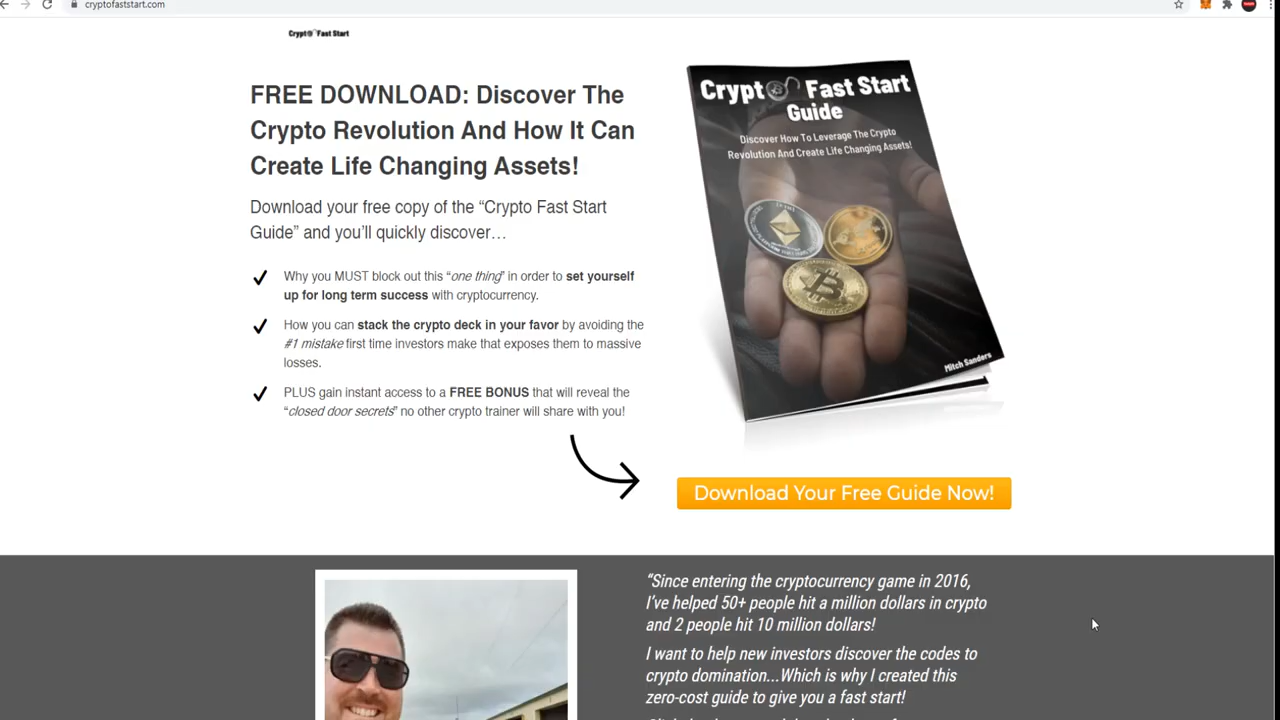 cryptofaststart.com
Crypt Fast Start
FREE DOWNLOAD: Discover The
Crypto Revolution And How It Can
Create Life Changing Assets!
Download your free copy of the “Crypto Fast Start
Guide” and you’ll quickly discover…
Why you MUST block out this “one thing” in order to set yourself
up for long term success with cryptocurrency.
How you can stack the crypto deck in your favor by avoiding the
#1 mistake first time investors make that exposes them to massive
losses.
PLUS gain instant access to a FREE BONUS that will reveal the
“closed door secrets” no other crypto trainer will share with you!
Crypt Fast Start
Guide
Discover How To Leverage The Crypto
Revolution And Create Life Changing Assets!
Mitch Sanders
Download Your Free Guide Now!
“Since entering the cryptocurrency game in 2016,
I’ve helped 50+ people hit a million dollars in crypto
and 2 people hit 10 million dollars!
I want to help new investors discover the codes to
crypto domination...Which is why I created this
zero-cost guide to give you a fast start!